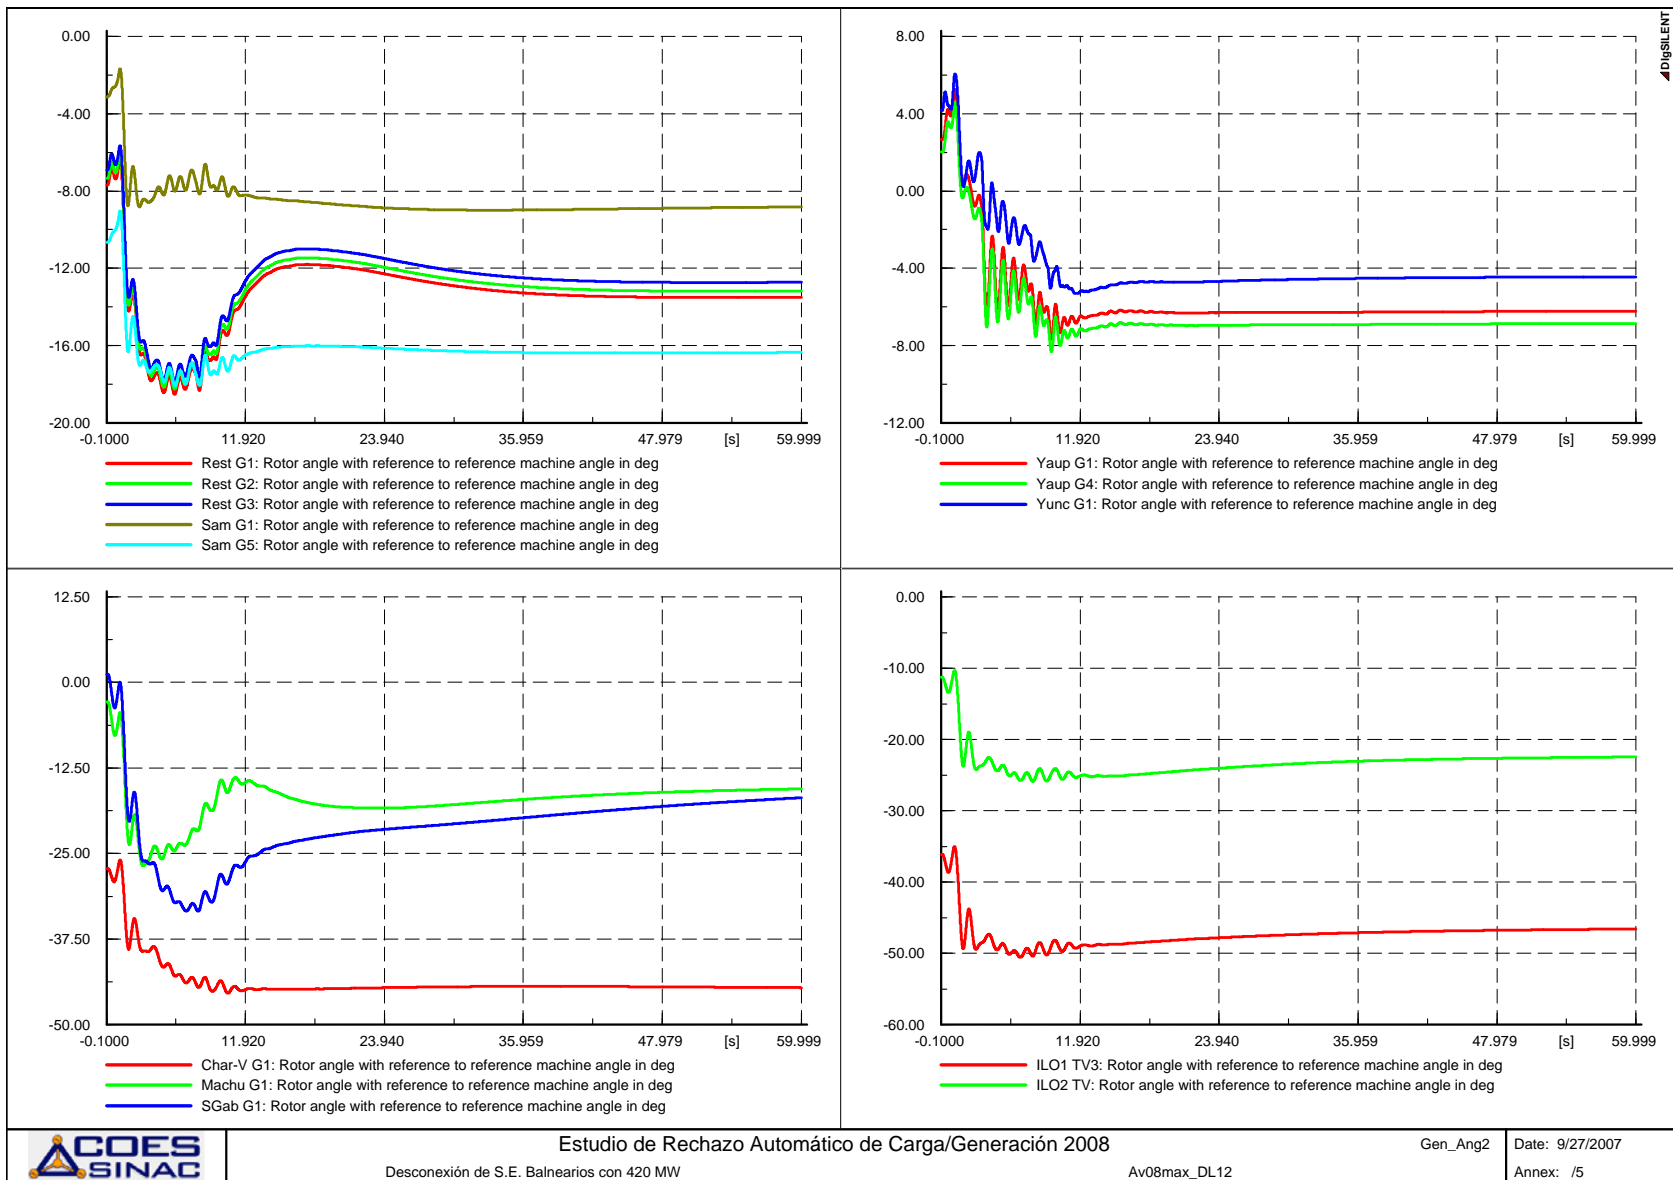 DIgSILENT
0.00
-4.00
-8.00
-12.00
-16.00
-20.00
-0.1000 11.920 23.940 35.959 47.979 [s] 59.999
Rest G1: Rotor angle with reference to reference machine angle in deg
Rest G2: Rotor angle with reference to reference machine angle in deg
Rest G3: Rotor angle with reference to reference machine angle in deg
Sam G1: Rotor angle with reference to reference machine angle in deg
Sam G5: Rotor angle with reference to reference machine angle in deg
8.00
4.00
0.00
-4.00
-8.00
-12.00
-0.1000 11.920 23.940 35.959 47.979 [s] 59.999
Yaup G1: Rotor angle with reference to reference machine angle in deg
Yaup G4: Rotor angle with reference to reference machine angle in deg
Yunc G1: Rotor angle with reference to reference machine angle in deg
12.50
0.00
-12.50
-25.00
-37.50
-50.00
-0.1000 11.920 23.940 35.959 47.979 [s] 59.999
Char-V G1: Rotor angle with reference to reference machine angle in deg
Machu G1: Rotor angle with reference to reference machine angle in deg
SGab G1: Rotor angle with reference to reference machine angle in deg
0.00
-10.00
-20.00
-30.00
-40.00
-50.00
-60.00
-0.1000 11.920 23.940 35.959 47.979 [s] 59.999
ILO1 TV3: Rotor angle with reference to reference machine angle in deg
ILO2 TV: Rotor angle with reference to reference machine angle in deg
COES
SINAC
Estudio de Rechazo Automático de Carga/Generación 2008
Desconexión de S.E. Balnearios con 420 MW
Av08max_DL12
Gen_Ang2
Date: 9/27/2007
Annex: /5